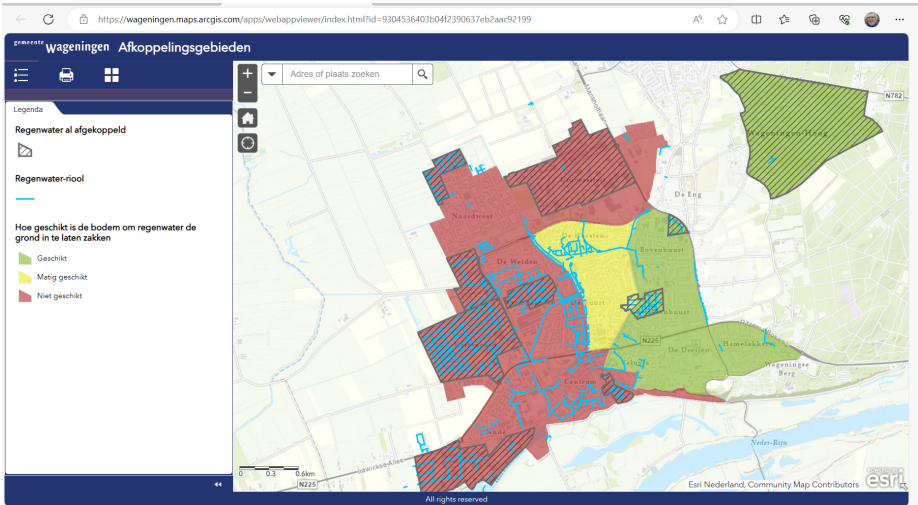 https://wageningen.maps.arcgis.com/apps/webappviewer/index.html?id=9304536403b04f2390637eb2aac92199
gemeente Wageningen Afkoppelingsgebieden
Adres of plaats zoeken
Legenda
Regenwater al afgekoppeld
Regenwater-riool
Hoe geschikt is de bodem om regenwater de
grond in te laten zakken
Geschikt
Matig geschikt
Niet geschikt
N782
Wageningen-Hoog
De Eng
Noordwest
Bovenbuurt
De Weiden
N225
De Dreijen
Hamelakkers
Wageningse
Berg
Centrum
Neder-Rijn
0 0.3 0.6km
N225
Esri Nederland, Community Map Contributors
esri
All rights reserved